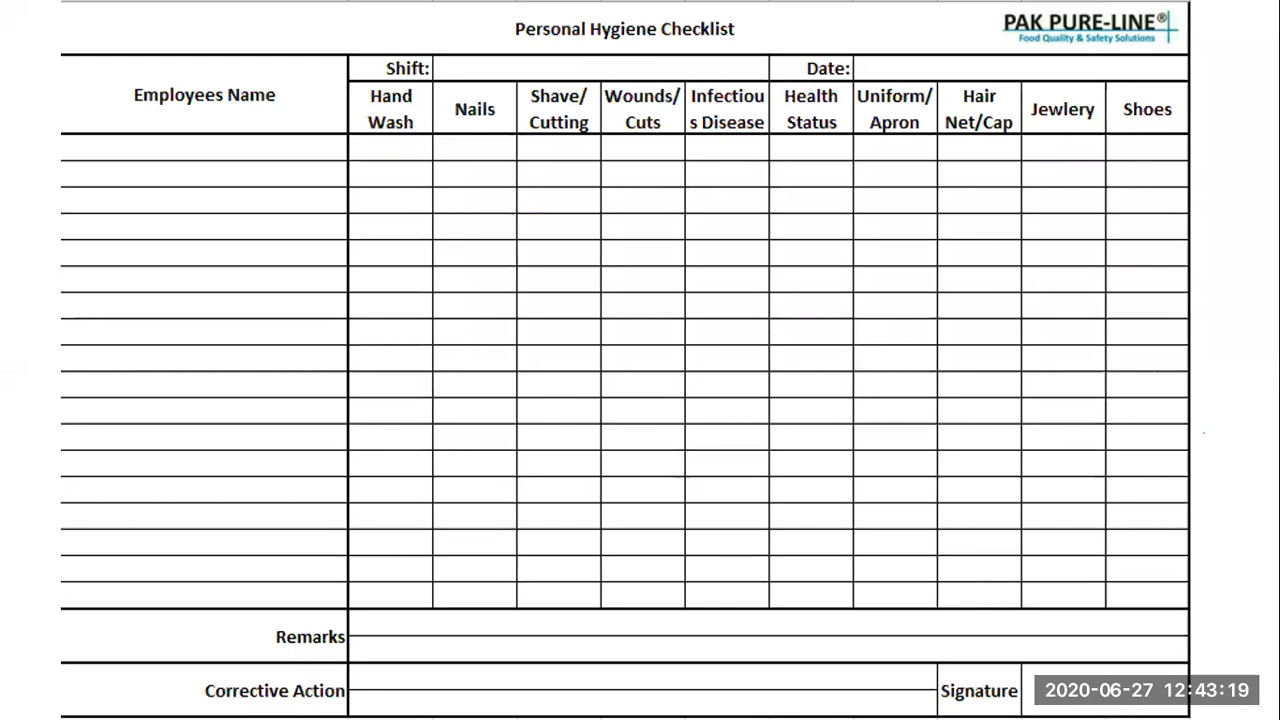 Personal Hygiene Checklist
PAK PURE-LINE®
Food Quality & Safety Solutions
Employees Name
Shift:
Date:
Hand
Wash
Nails
Shave/
Cutting
Wounds/
Cuts
Infectiou
s Disease
Health
Status
Uniform/
Apron
Hair
Net/Cap
Jewlery
Shoes
Remarks
Corrective Action
Signature
2020-06-27 12:43:19